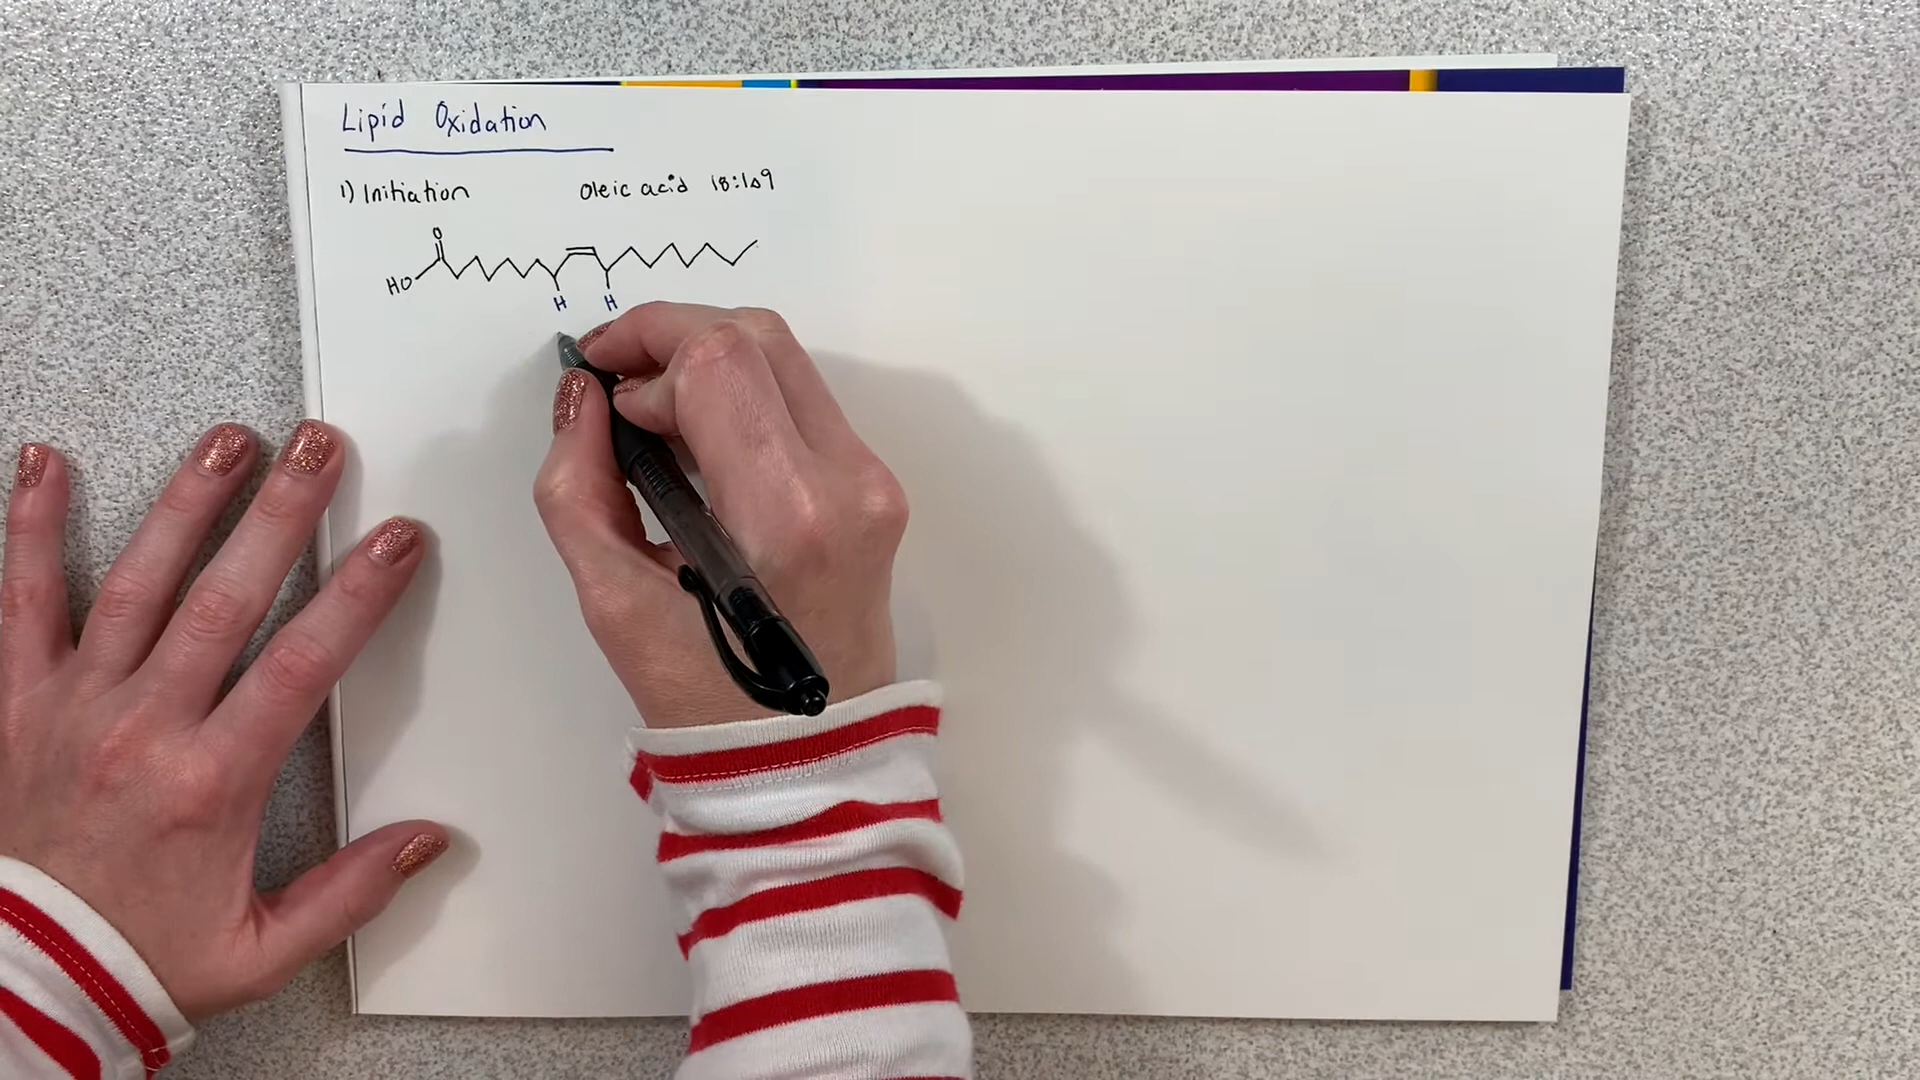 Lipid Oxidation
1) Initiation Oleic acid 18:1Δ9
O
HO
H H